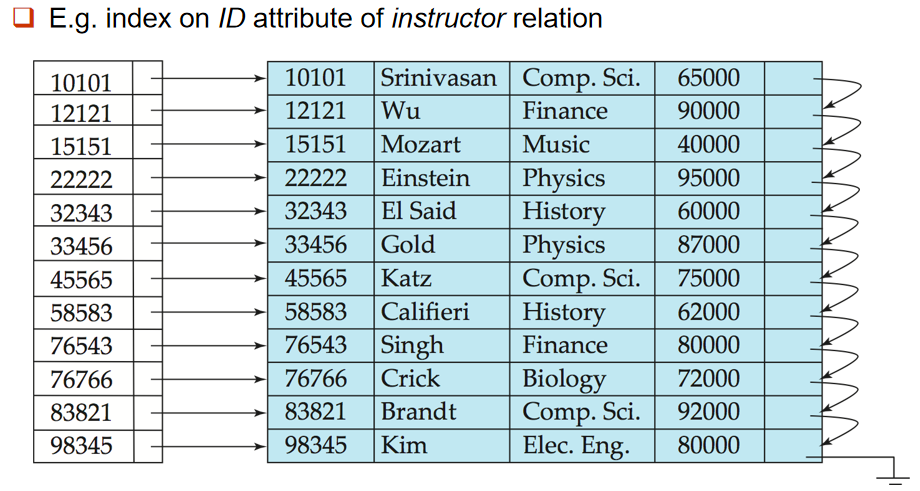 E.g. index on ID attribute of instructor relation
10101 10101 Srinivasan Comp. Sci. 65000
12121 12121 Wu Finance 90000
15151 15151 Mozart Music 40000
22222 22222 Einstein Physics 95000
32343 32343 El Said History 60000
33456 33456 Gold Physics 87000
45565 45565 Katz Comp. Sci. 75000
58583 58583 Califieri History 62000
76543 76543 Singh Finance 80000
76766 76766 Crick Biology 72000
83821 83821 Brandt Comp. Sci. 92000
98345 98345 Kim Elec. Eng. 80000